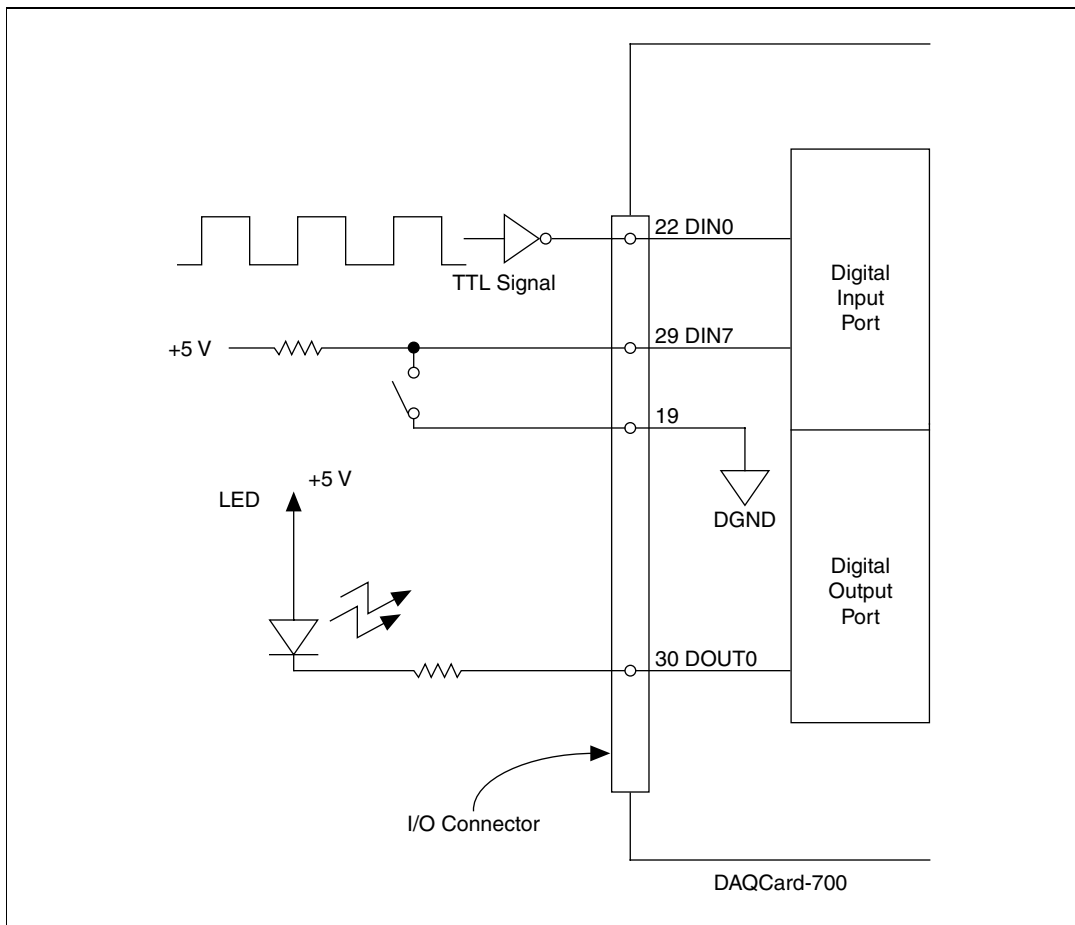 22 DIN0
TTL Signal
Digital
Input
Port
+5 V
29 DIN7
19
DGND
+5 V
LED
Digital
Output
Port
30 DOUT0
I/O Connector
DAQCard-700